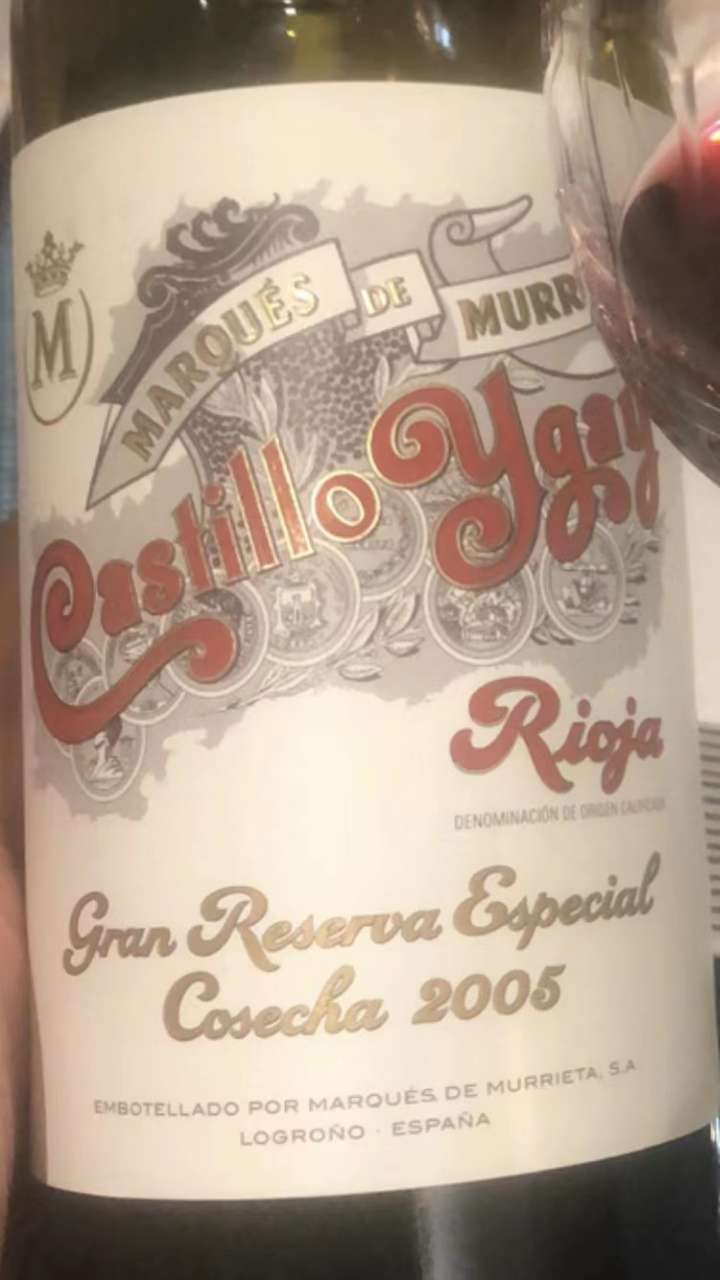 M
MARQUÉS DE MURR
Castillo Ygay
Rioja
DENOMINACIÓN DE ORIGEN CALIFICADA
Gran Reserva Especial
Cosecha 2005
EMBOTELLADO POR MARQUÉS DE MURRIETA, S.A
LOGROÑO · ESPAÑA